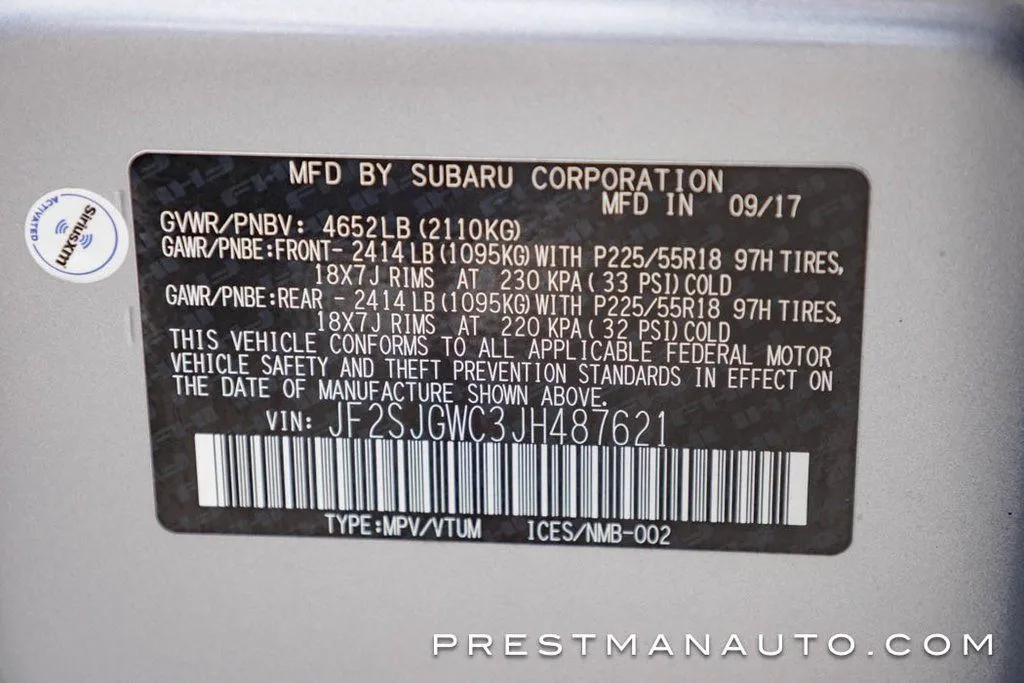 MFD BY SUBARU CORPORATION
MFD IN 09/17
GVWR/PNBV: 4652LB (2110KG)
GAWR/PNBE:FRONT- 2414 LB (1095KG) WITH P225/55R18 97H TIRES,
18X7J RIMS AT 230 KPA ( 33 PSI) COLD
GAWR/PNBE:REAR - 2414 LB (1095KG) WITH P225/55R18 97H TIRES,
18X7J RIMS AT 220 KPA ( 32 PSI) COLD
THIS VEHICLE CONFORMS TO ALL APPLICABLE FEDERAL MOTOR
VEHICLE SAFETY AND THEFT PREVENTION STANDARDS IN EFFECT ON
THE DATE OF MANUFACTURE SHOWN ABOVE.
VIN: JF2SJGWC3JH487621
TYPE:MPV/VTUM ICES/NMB-002
ACTIVATED
SiriusXM
PRESTMANAUTO.COM